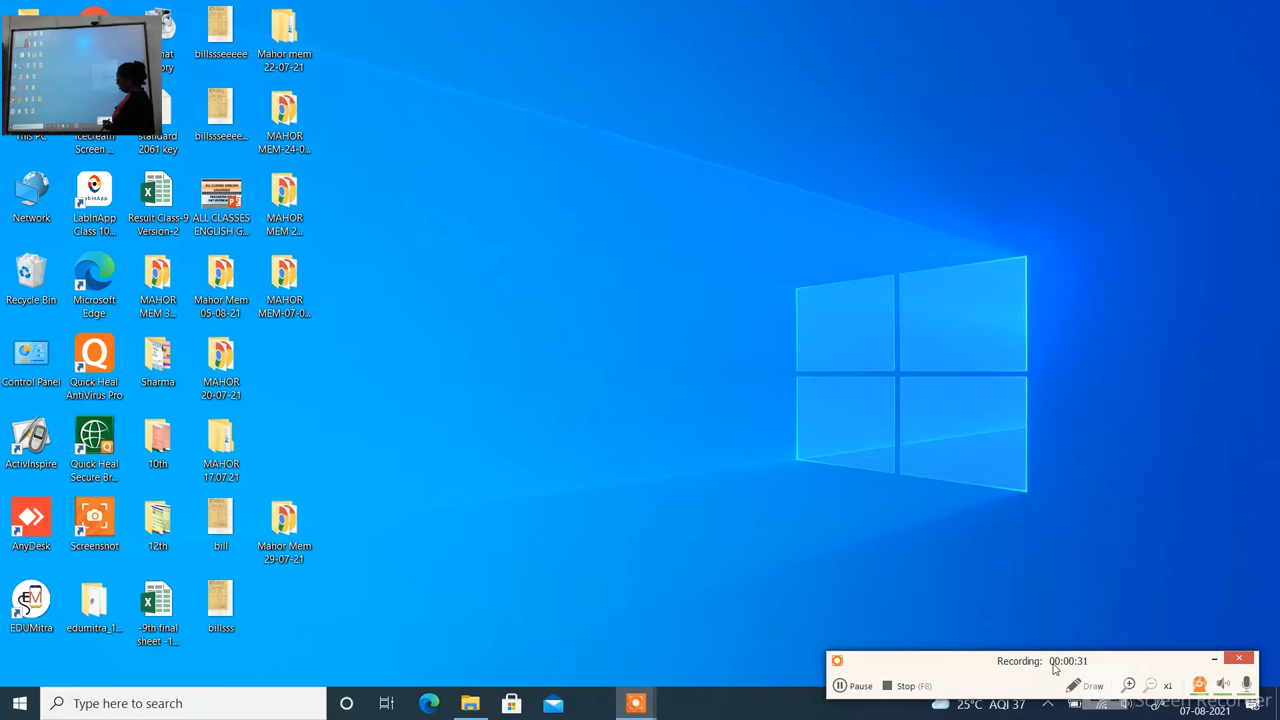 billssseeeee
Mahor mem
22-07-21
This PC
Icecream
Screen ...
Standard
2061 key
billssseeee...
MAHOR
MEM-24-0...
Network
LabInApp
Class 10...
Result Class-9
Version-2
ALL CLASSES
ENGLISH G...
MAHOR
MEM 2...
Recycle Bin
Microsoft
Edge
MAHOR
MEM 3...
Mahor Mem
05-08-21
MAHOR
MEM-07-0...
Control Panel
Quick Heal
AntiVirus Pro
Sharma
MAHOR
20-07-21
ActivInspire
Quick Heal
Secure Br...
10th
MAHOR
17.07.21
AnyDesk
Screenshot
12th
bill
Mahor Mem
29-07-21
EDUMitra
edumitra_1...
-9th final
sheet -1...
billsss
Recording: 00:00:31
Pause
Stop (F8)
Draw
x1
Type here to search
25°C AQI 37
07-08-2021
Screen Recorder